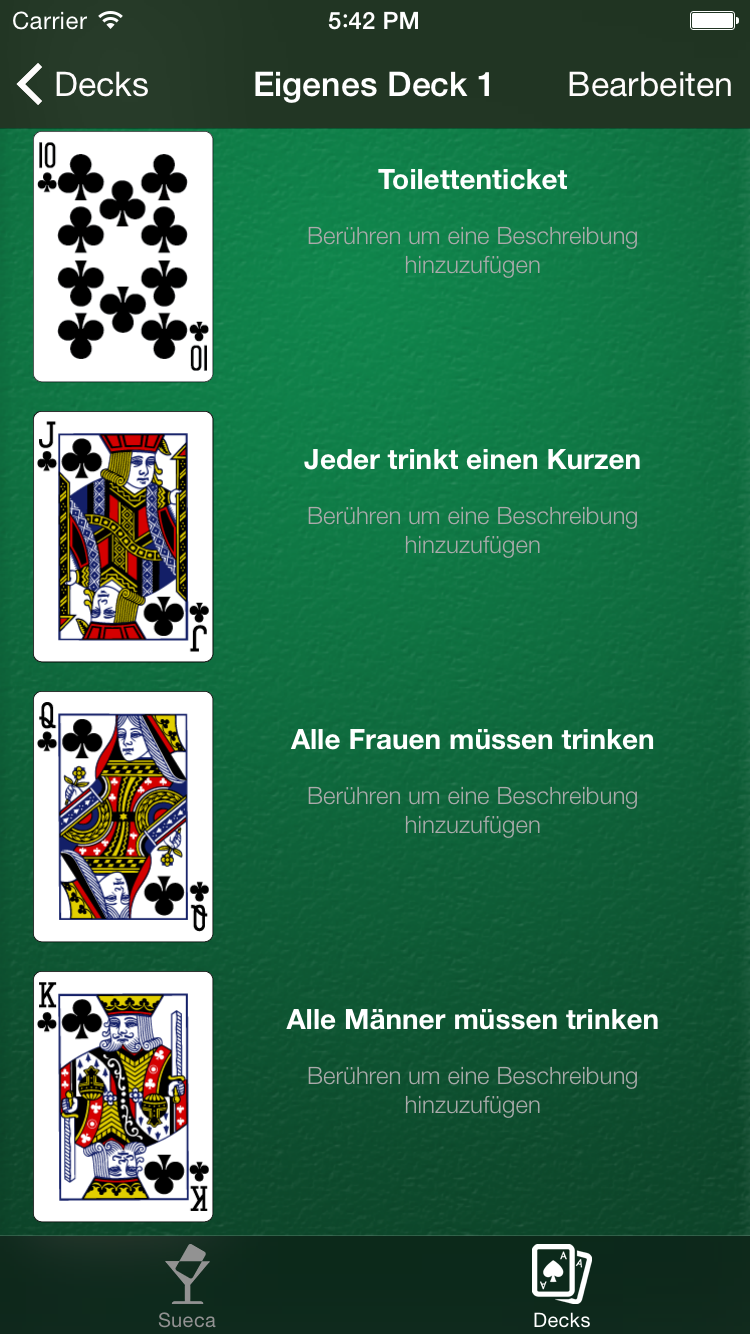 Carrier 5:42 PM
Decks Eigenes Deck 1 Bearbeiten
10
Toilettenticket
Berühren um eine Beschreibung
hinzuzufügen
10
J
Jeder trinkt einen Kurzen
Berühren um eine Beschreibung
hinzuzufügen
J
Q
Alle Frauen müssen trinken
Berühren um eine Beschreibung
hinzuzufügen
Q
K
Alle Männer müssen trinken
Berühren um eine Beschreibung
hinzuzufügen
K
A A
A
Sueca Decks